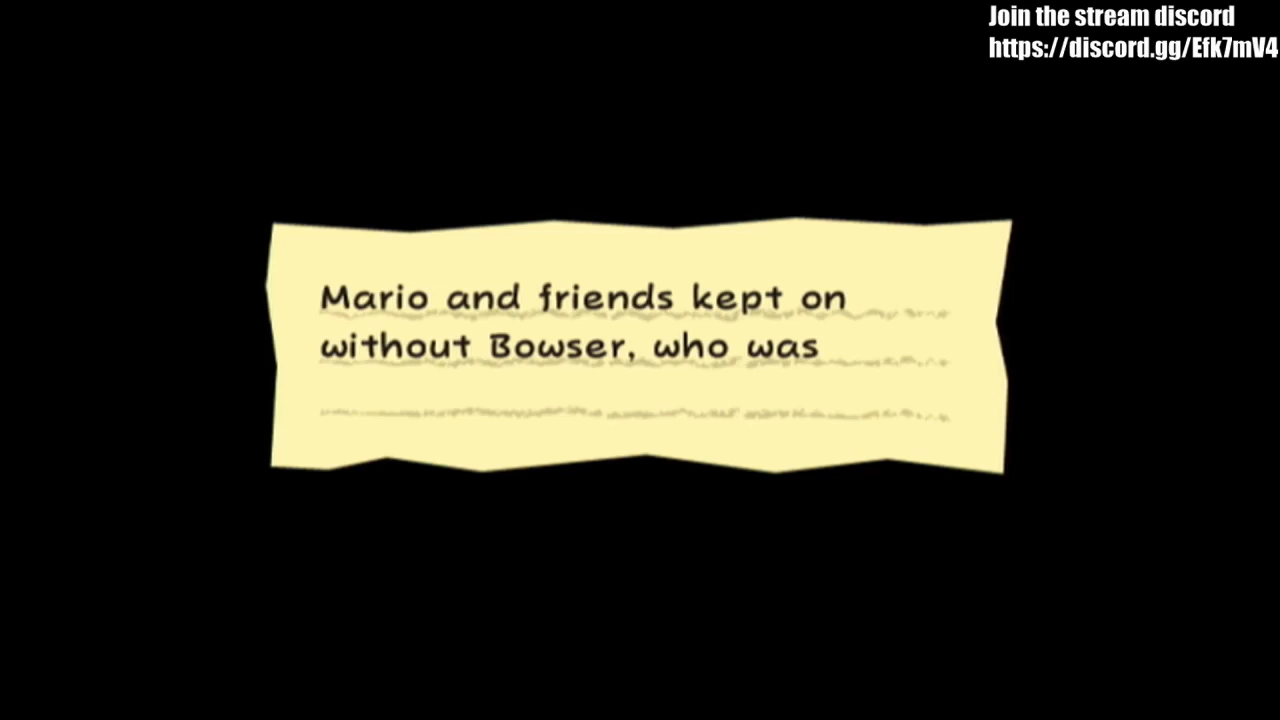 Join the stream discord
https://discord.gg/Efk7mV4
Mario and friends kept on
without Bowser, who was